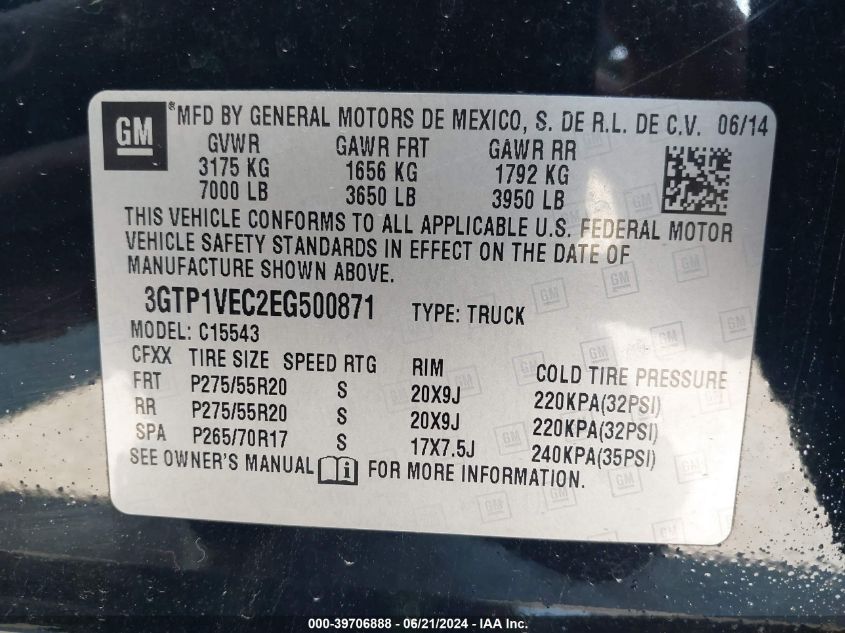 GM ® MFD BY GENERAL MOTORS DE MEXICO, S. DE R.L. DE C.V. 06/14
GVWR GAWR FRT GAWR RR
3175 KG 1656 KG 1792 KG
7000 LB 3650 LB 3950 LB
THIS VEHICLE CONFORMS TO ALL APPLICABLE U.S. FEDERAL MOTOR
VEHICLE SAFETY STANDARDS IN EFFECT ON THE DATE OF
MANUFACTURE SHOWN ABOVE.
3GTP1VEC2EG500871 TYPE: TRUCK
MODEL: C15543
CFXX TIRE SIZE SPEED RTG RIM COLD TIRE PRESSURE
FRT P275/55R20 S 20X9J 220KPA(32PSI)
RR P275/55R20 S 20X9J 220KPA(32PSI)
SPA P265/70R17 S 17X7.5J 240KPA(35PSI)
SEE OWNER'S MANUAL i FOR MORE INFORMATION.
000-39706888 - 06/21/2024 - IAAI, Inc.